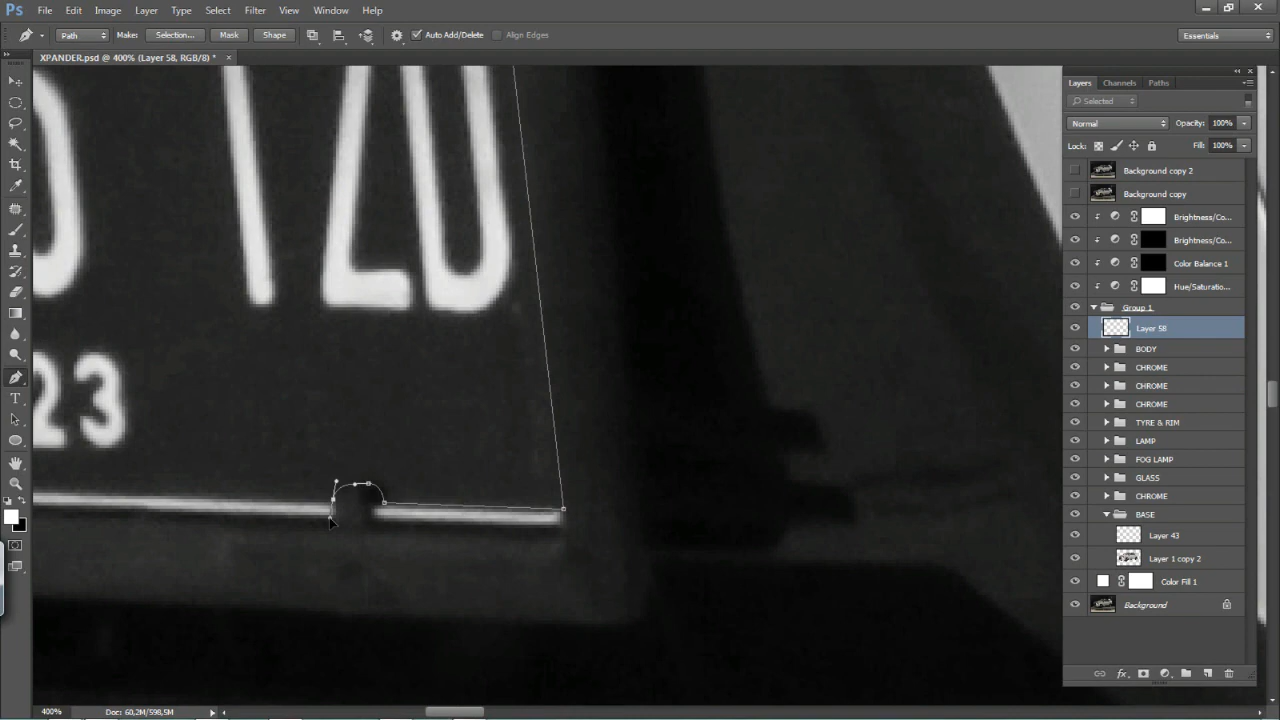 Ps File Edit Image Layer Type Select Filter View Window Help
Path Make: Selection... Mask Shape Auto Add/Delete Align Edges Essentials
XPANDER.psd @ 400% (Layer 58, RGB/8) * ×
Layers Channels Paths
Selected
Normal Opacity: 100%
Lock: Fill: 100%
Background copy 2
Background copy
Brightness/Co...
Brightness/Co...
Color Balance 1
Hue/Saturatio...
Group 1
Layer 58
BODY
CHROME
CHROME
CHROME
TYRE & RIM
LAMP
FOG LAMP
GLASS
CHROME
BASE
Layer 43
Layer 1 copy 2
Color Fill 1
Background
120
23
400% Doc: 60,2M/598,5M